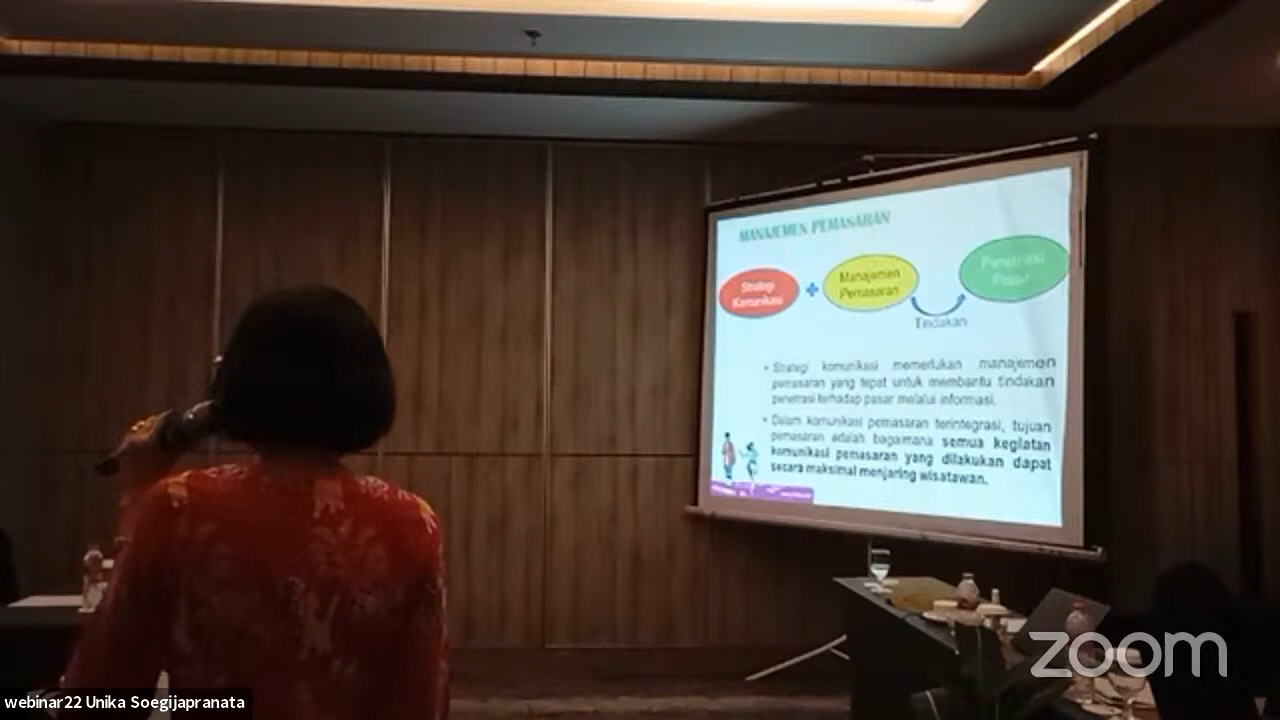 MANAJEMEN PEMASARAN
Strategi
Komunikasi
Manajemen
Pemasaran
Penetrasi
Pasar
Tindakan
• Strategi komunikasi memerlukan manajemen
pemasaran yang tepat untuk membantu tindakan
penetrasi terhadap pasar melalui informasi.
• Dalam komunikasi pemasaran terintegrasi, tujuan
pemasaran adalah bagaimana semua kegiatan
komunikasi pemasaran yang dilakukan dapat
secara maksimal menjaring wisatawan.
zoom
webinar22 Unika Soegijapranata